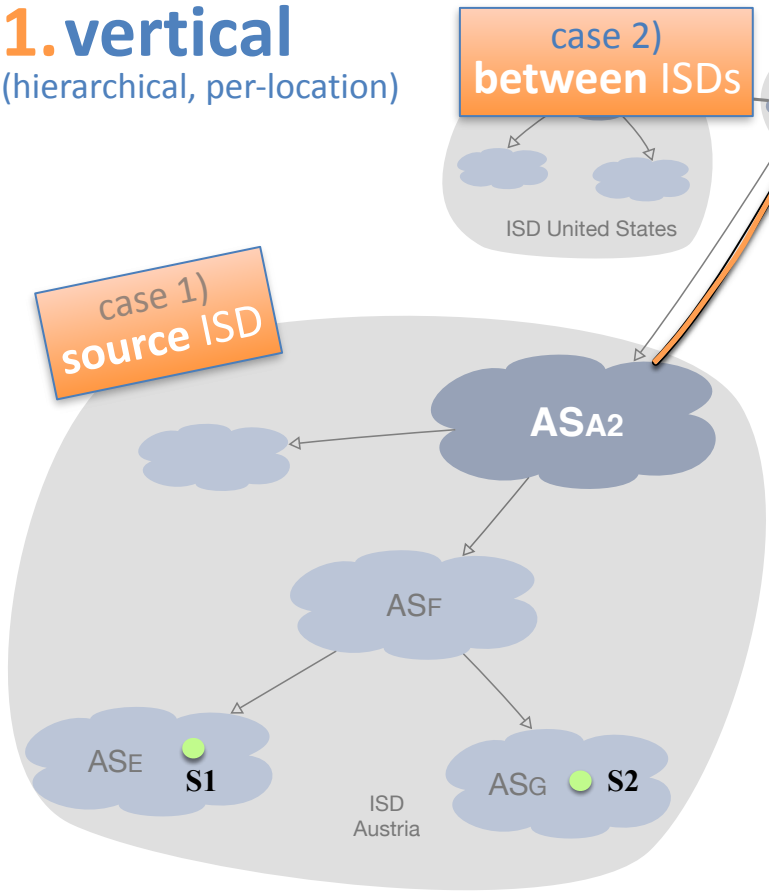 1. vertical
(hierarchical, per-location)
case 2)
between ISDs
ISD United States
case 1)
source ISD
ASA2
ASF
ASE
S1
ASG
S2
ISD
Austria